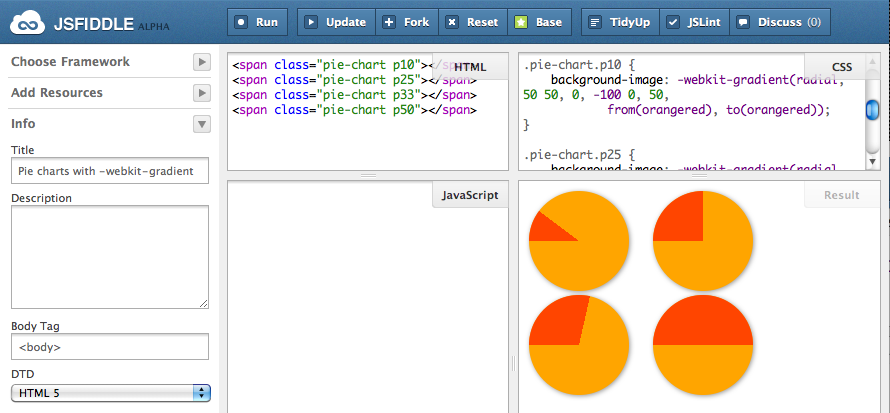 JSFIDDLE ALPHA
Run
Update
Fork
Reset
Base
TidyUp
JSLint
Discuss (0)
Choose Framework
Add Resources
Info
Title
Pie charts with -webkit-gradient
Description
Body Tag
<body>
DTD
HTML 5
HTML
<span class="pie-chart p10"></span>
<span class="pie-chart p25"></span>
<span class="pie-chart p33"></span>
<span class="pie-chart p50"></span>
CSS
.pie-chart.p10 {
background-image: -webkit-gradient(radial,
50 50, 0, -100 0, 50,
from(orangered), to(orangered));
}
.pie-chart.p25 {
background-image: -webkit-gradient(radial
JavaScript
Result